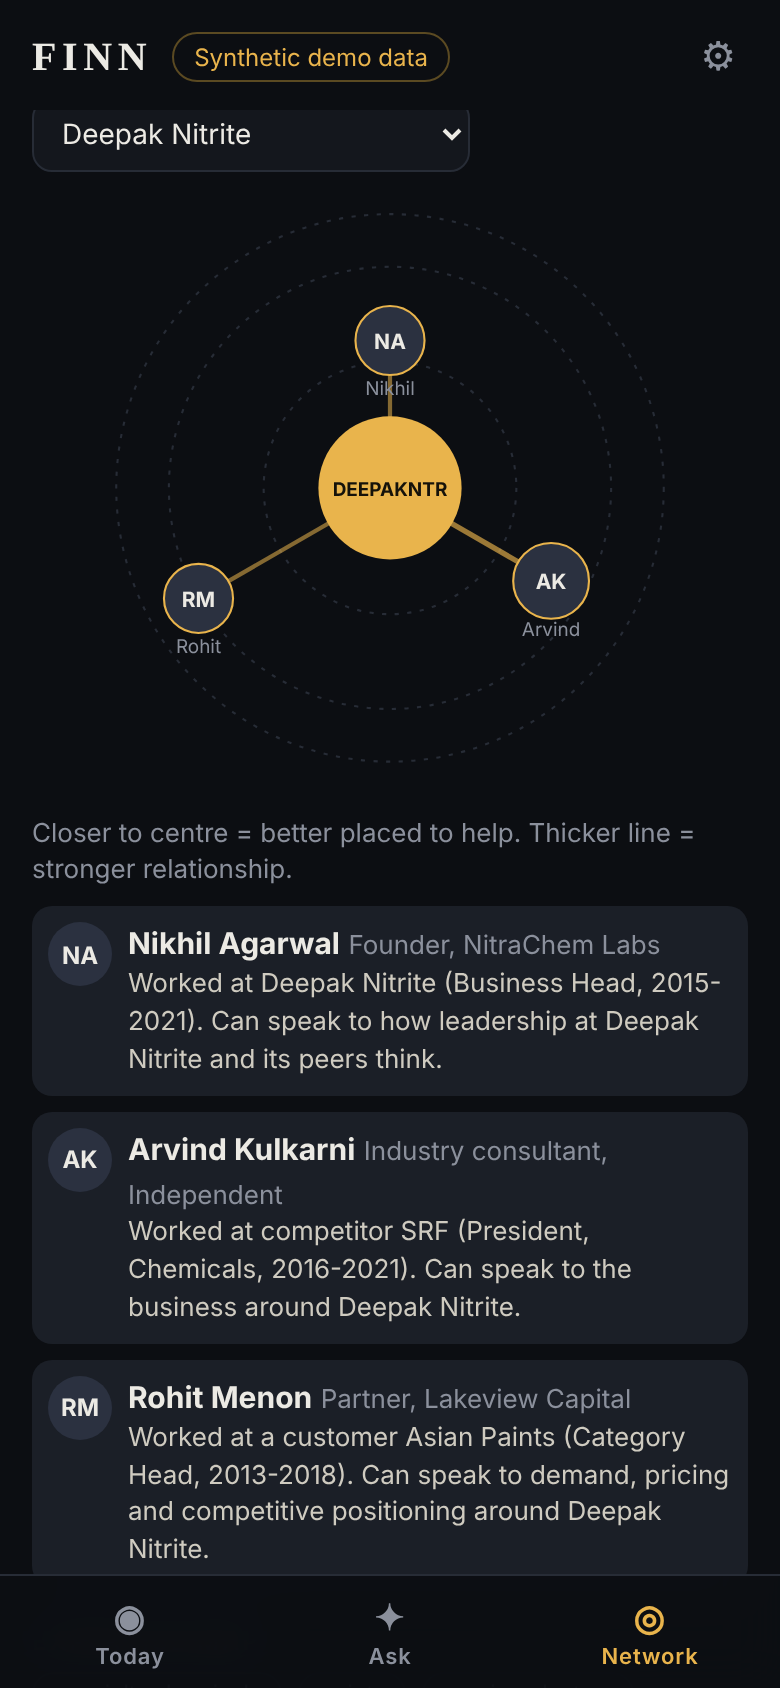 FINN
Synthetic demo data
Deepak Nitrite
NA
Nikhil
DEEPAKNTR
AK
Arvind
RM
Rohit
Closer to centre = better placed to help. Thicker line =
stronger relationship.
NA
Nikhil Agarwal Founder, NitraChem Labs
Worked at Deepak Nitrite (Business Head, 2015-
2021). Can speak to how leadership at Deepak
Nitrite and its peers think.
AK
Arvind Kulkarni Industry consultant,
Independent
Worked at competitor SRF (President,
Chemicals, 2016-2021). Can speak to the
business around Deepak Nitrite.
RM
Rohit Menon Partner, Lakeview Capital
Worked at a customer Asian Paints (Category
Head, 2013-2018). Can speak to demand, pricing
and competitive positioning around Deepak
Nitrite.
Today
Ask
Network